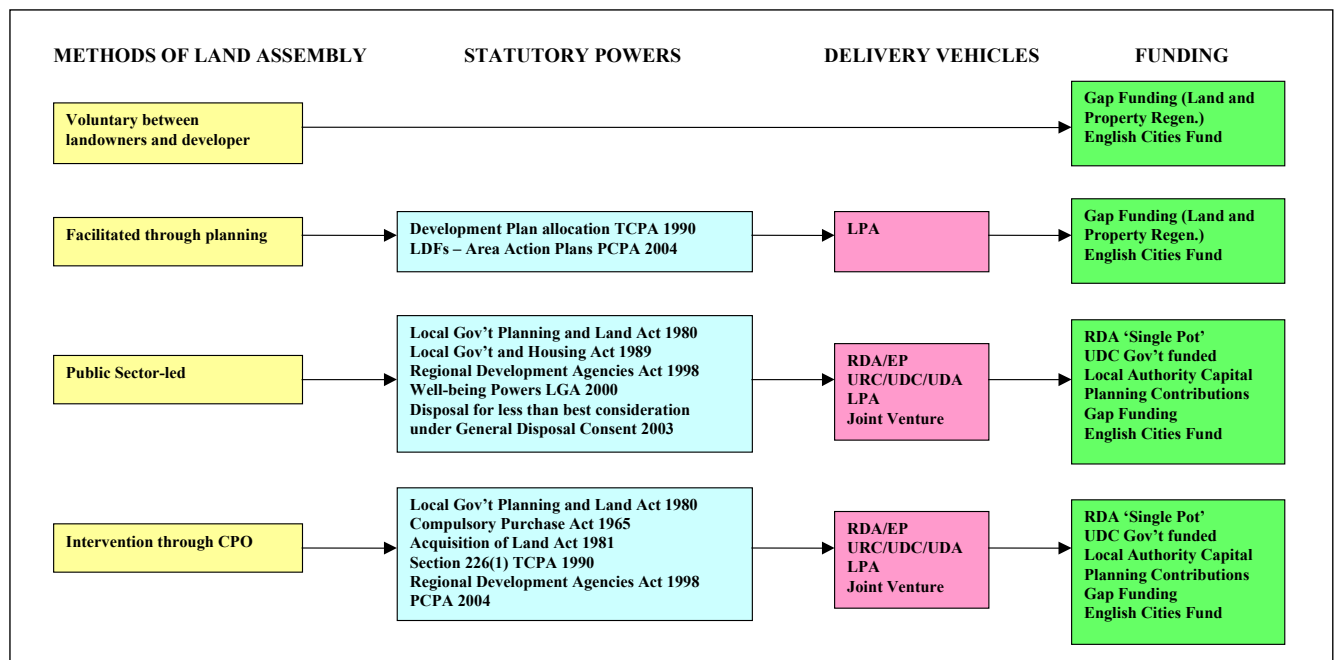 METHODS OF LAND ASSEMBLY
STATUTORY POWERS
DELIVERY VEHICLES
FUNDING
Voluntary between
landowners and developer
Gap Funding (Land and
Property Regen.)
English Cities Fund
Facilitated through planning
Development Plan allocation TCPA 1990
LDFs – Area Action Plans PCPA 2004
LPA
Gap Funding (Land and
Property Regen.)
English Cities Fund
Public Sector-led
Local Gov’t Planning and Land Act 1980
Local Gov’t and Housing Act 1989
Regional Development Agencies Act 1998
Well-being Powers LGA 2000
Disposal for less than best consideration
under General Disposal Consent 2003
RDA/EP
URC/UDC/UDA
LPA
Joint Venture
RDA ‘Single Pot’
UDC Gov’t funded
Local Authority Capital
Planning Contributions
Gap Funding
English Cities Fund
Intervention through CPO
Local Gov’t Planning and Land Act 1980
Compulsory Purchase Act 1965
Acquisition of Land Act 1981
Section 226(1) TCPA 1990
Regional Development Agencies Act 1998
PCPA 2004
RDA/EP
URC/UDC/UDA
LPA
Joint Venture
RDA ‘Single Pot’
UDC Gov’t funded
Local Authority Capital
Planning Contributions
Gap Funding
English Cities Fund